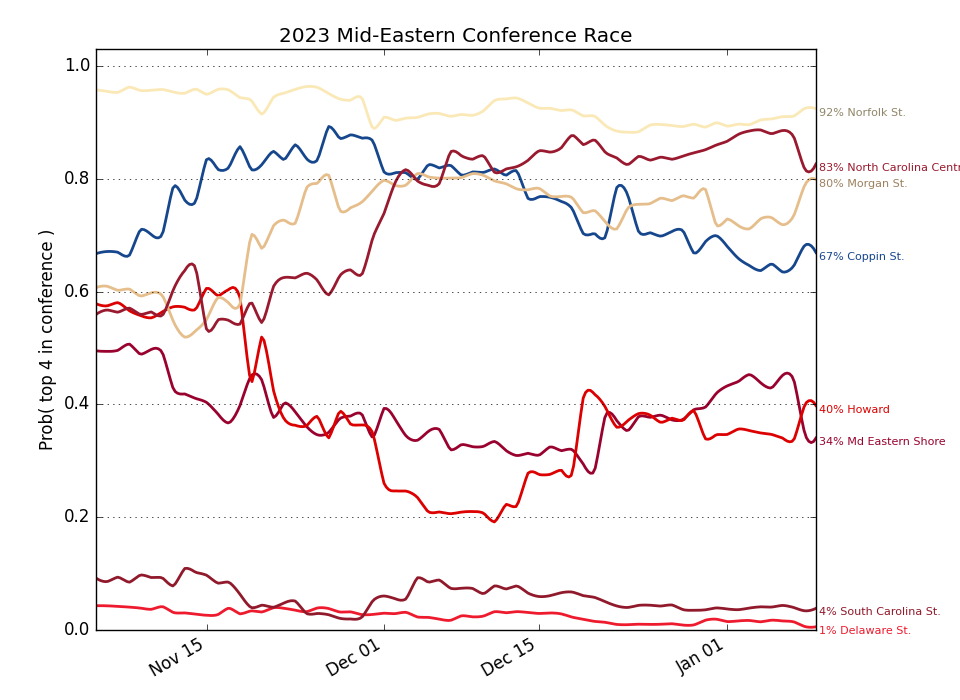 2023 Mid-Eastern Conference Race
Prob( top 4 in conference )
1.0
0.8
0.6
0.4
0.2
0.0
Nov 15
Dec 01
Dec 15
Jan 01
92% Norfolk St.
83% North Carolina Centr
80% Morgan St.
67% Coppin St.
40% Howard
34% Md Eastern Shore
4% South Carolina St.
1% Delaware St.